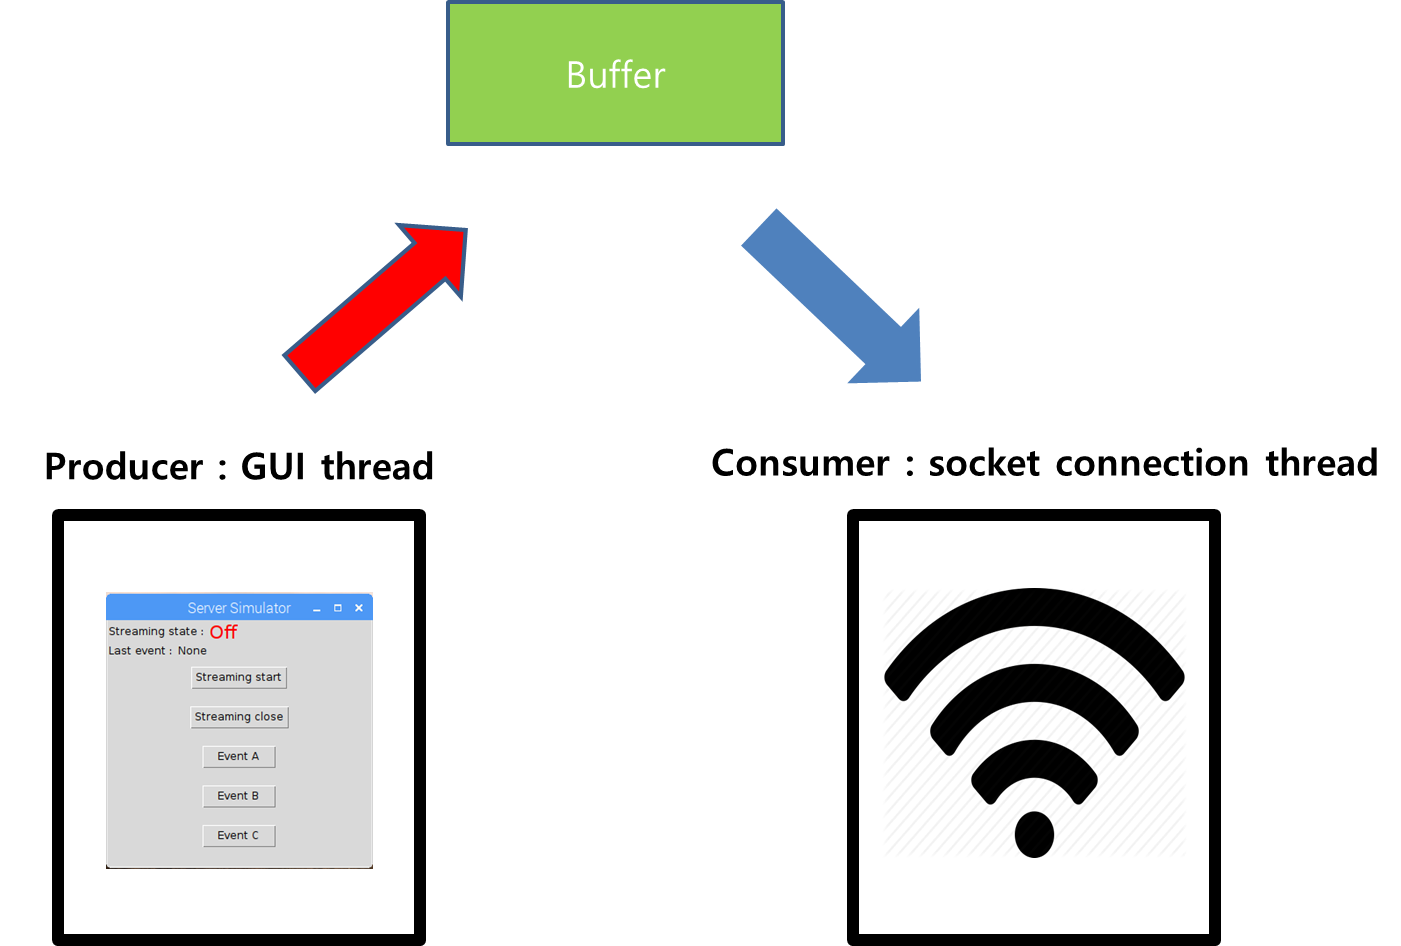 Buffer
Producer : GUI thread
Consumer : socket connection thread
Server Simulator
Streaming state : Off
Last event : None
Streaming start
Streaming close
Event A
Event B
Event C